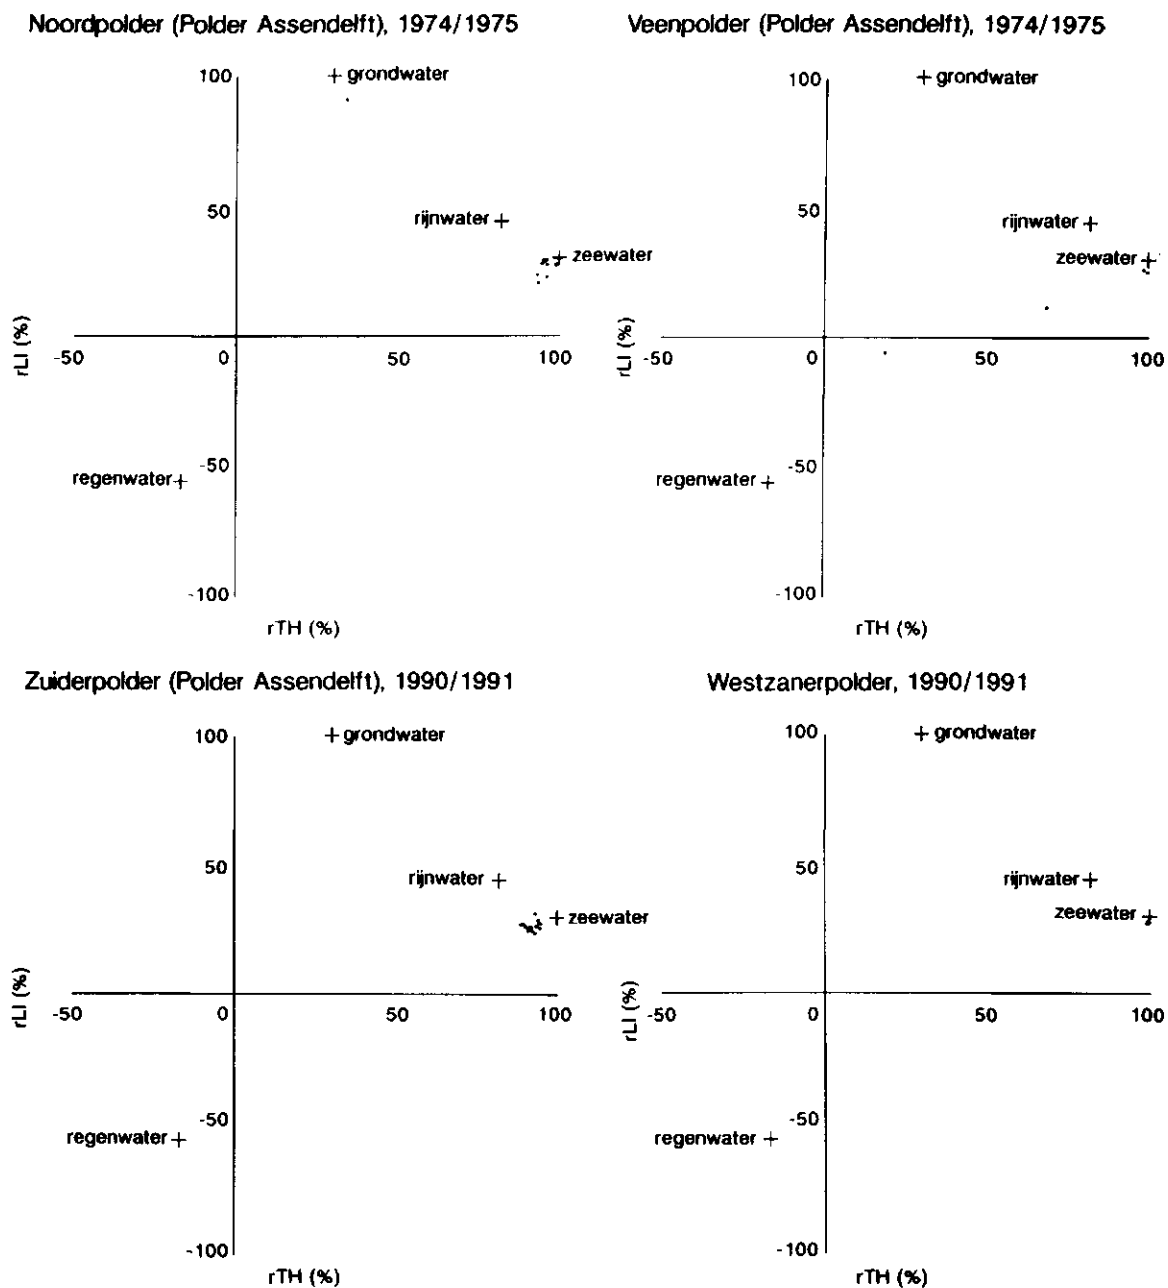 Noordpolder (Polder Assendelft), 1974/1975
100
grondwater
50
rijnwater
zeewater
-50
0
50
100
rLI (%)
regenwater
-50
-100
rTH (%)
Veenpolder (Polder Assendelft), 1974/1975
100
grondwater
50
rijnwater
zeewater
-50
0
50
100
rLI (%)
regenwater
-50
-100
rTH (%)
Zuiderpolder (Polder Assendelft), 1990/1991
100
grondwater
50
rijnwater
zeewater
-50
0
50
100
rLI (%)
regenwater
-50
-100
rTH (%)
Westzanerpolder, 1990/1991
100
grondwater
50
rijnwater
zeewater
-50
0
50
100
rLI (%)
regenwater
-50
-100
rTH (%)